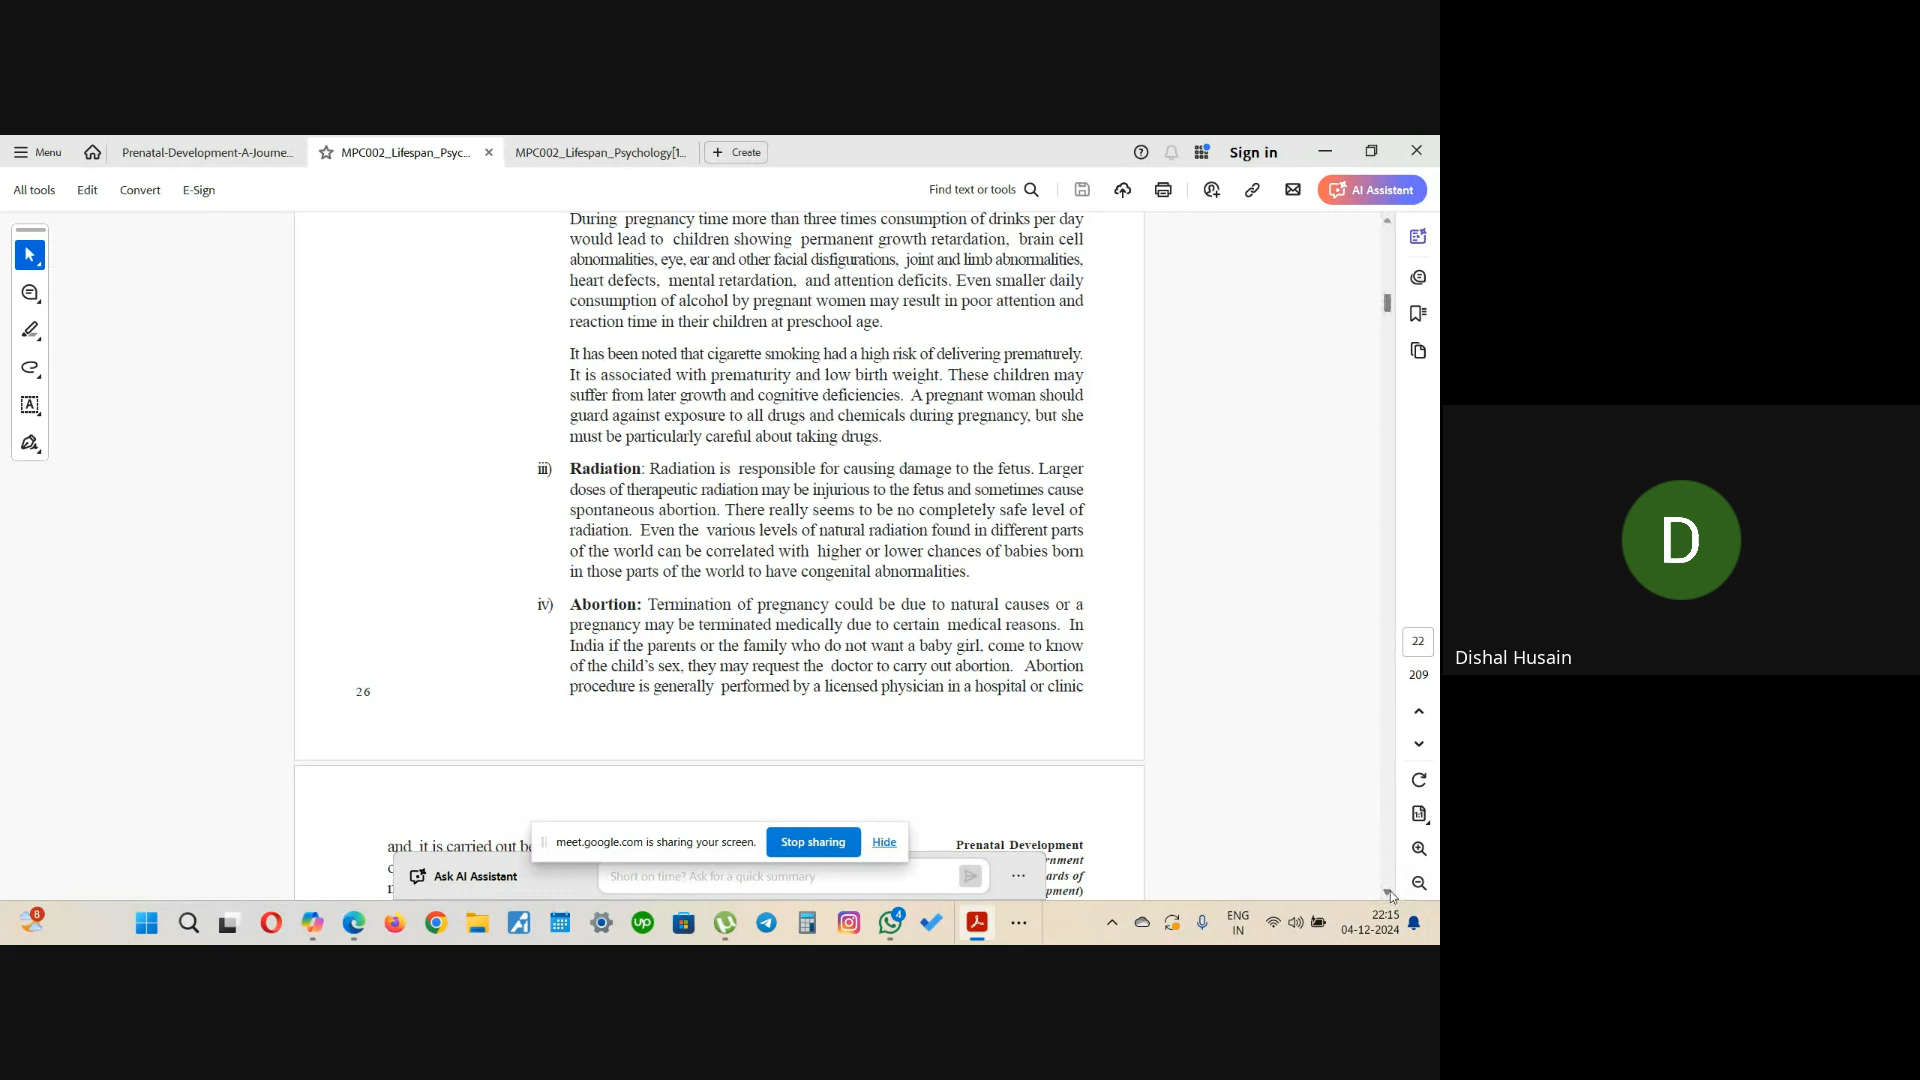 Menu
Prenatal-Development-A-Journe...
MPC002_Lifespan_Psyc...
MPC002_Lifespan_Psychology[1...
Create
Sign in
All tools
Edit
Convert
E-Sign
Find text or tools
AI Assistant
During pregnancy time more than three times consumption of drinks per day
would lead to children showing permanent growth retardation, brain cell
abnormalities, eye, ear and other facial disfigurations, joint and limb abnormalities,
heart defects, mental retardation, and attention deficits. Even smaller daily
consumption of alcohol by pregnant women may result in poor attention and
reaction time in their children at preschool age.
It has been noted that cigarette smoking had a high risk of delivering prematurely.
It is associated with prematurity and low birth weight. These children may
suffer from later growth and cognitive deficiencies. A pregnant woman should
guard against exposure to all drugs and chemicals during pregnancy, but she
must be particularly careful about taking drugs.
iii) Radiation: Radiation is responsible for causing damage to the fetus. Larger
doses of therapeutic radiation may be injurious to the fetus and sometimes cause
spontaneous abortion. There really seems to be no completely safe level of
radiation. Even the various levels of natural radiation found in different parts
of the world can be correlated with higher or lower chances of babies born
in those parts of the world to have congenital abnormalities.
iv) Abortion: Termination of pregnancy could be due to natural causes or a
pregnancy may be terminated medically due to certain medical reasons. In
India if the parents or the family who do not want a baby girl, come to know
of the child's sex, they may request the doctor to carry out abortion. Abortion
procedure is generally performed by a licensed physician in a hospital or clinic
26
22
209
D
Dishal Husain
and it is carried out
Prenatal Development
meet.google.com is sharing your screen.
Stop sharing
Hide
Ask AI Assistant
Short on time? Ask for a quick summary
8
up
4
ENG
IN
22:15
04-12-2024